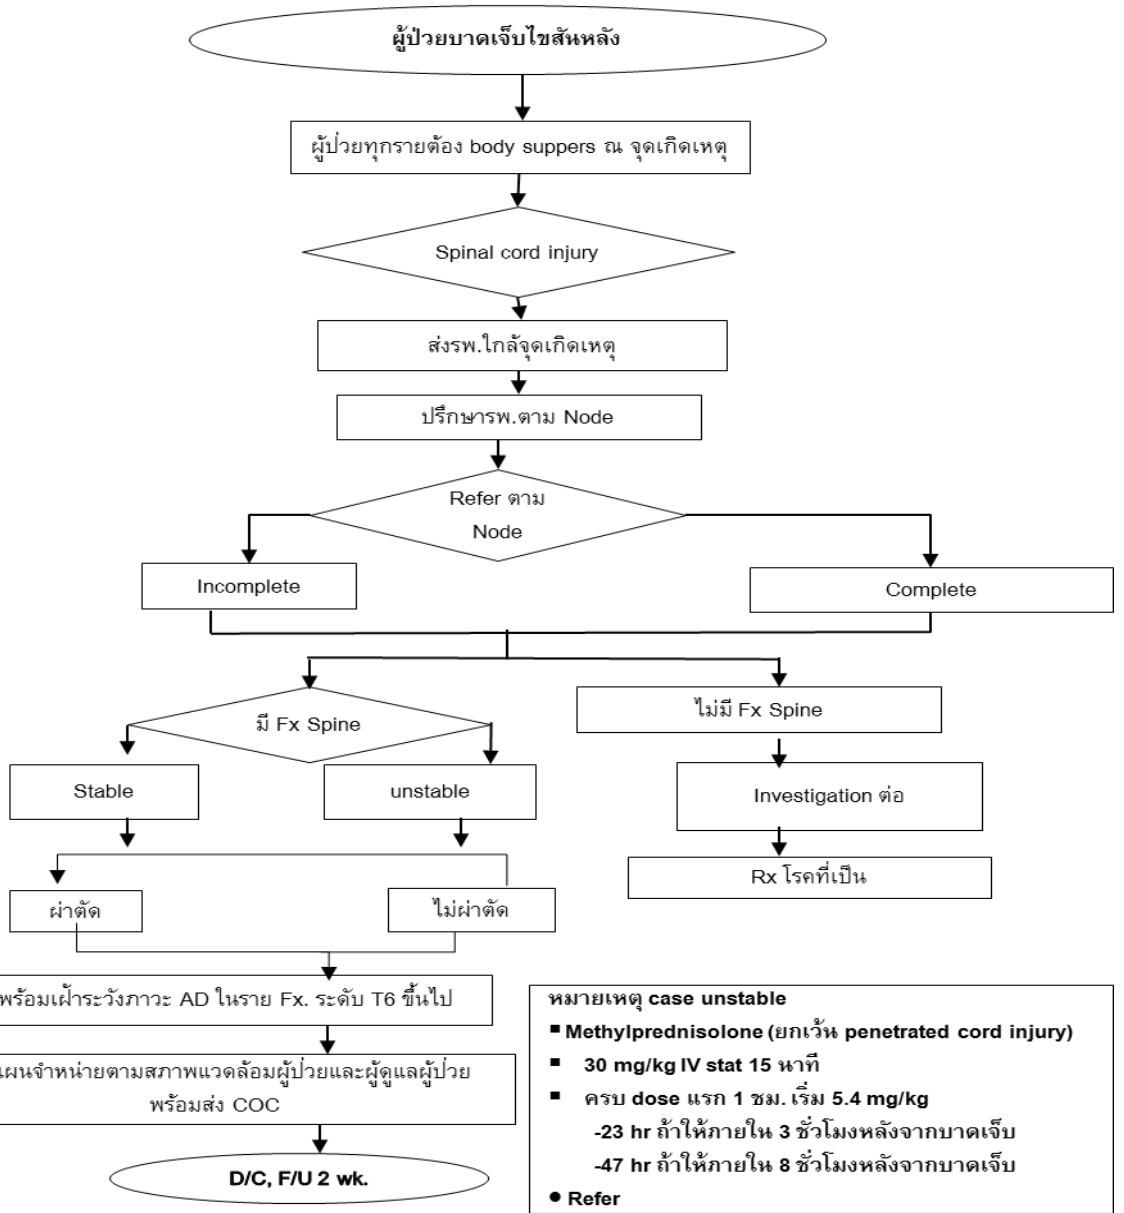 ผู้ป่วยบาดเจ็บไขสันหลัง
ผู้ป่วยทุกรายต้อง body suppers ณ จุดเกิดเหตุ
Spinal cord injury
ส่งรพ.ใกล้จุดเกิดเหตุ
ปรึกษารพ.ตาม Node
Refer ตาม
Node
Incomplete
Complete
มี Fx Spine
ไม่มี Fx Spine
Stable
unstable
Investigation ต่อ
Rx โรคที่เป็น
ผ่าตัด
ไม่ผ่าตัด
พร้อมเฝ้าระวังภาวะ AD ในราย Fx. ระดับ T6 ขึ้นไป
แผนจำหน่ายตามสภาพแวดล้อมผู้ป่วยและผู้ดูแลผู้ป่วย
พร้อมส่ง COC
D/C, F/U 2 wk.
หมายเหตุ case unstable
▪ Methylprednisolone (ยกเว้น penetrated cord injury)
▪ 30 mg/kg IV stat 15 นาที
▪ ครบ dose แรก 1 ชม. เริ่ม 5.4 mg/kg
-23 hr ถ้าให้ภายใน 3 ชั่วโมงหลังจากบาดเจ็บ
-47 hr ถ้าให้ภายใน 8 ชั่วโมงหลังจากบาดเจ็บ
● Refer